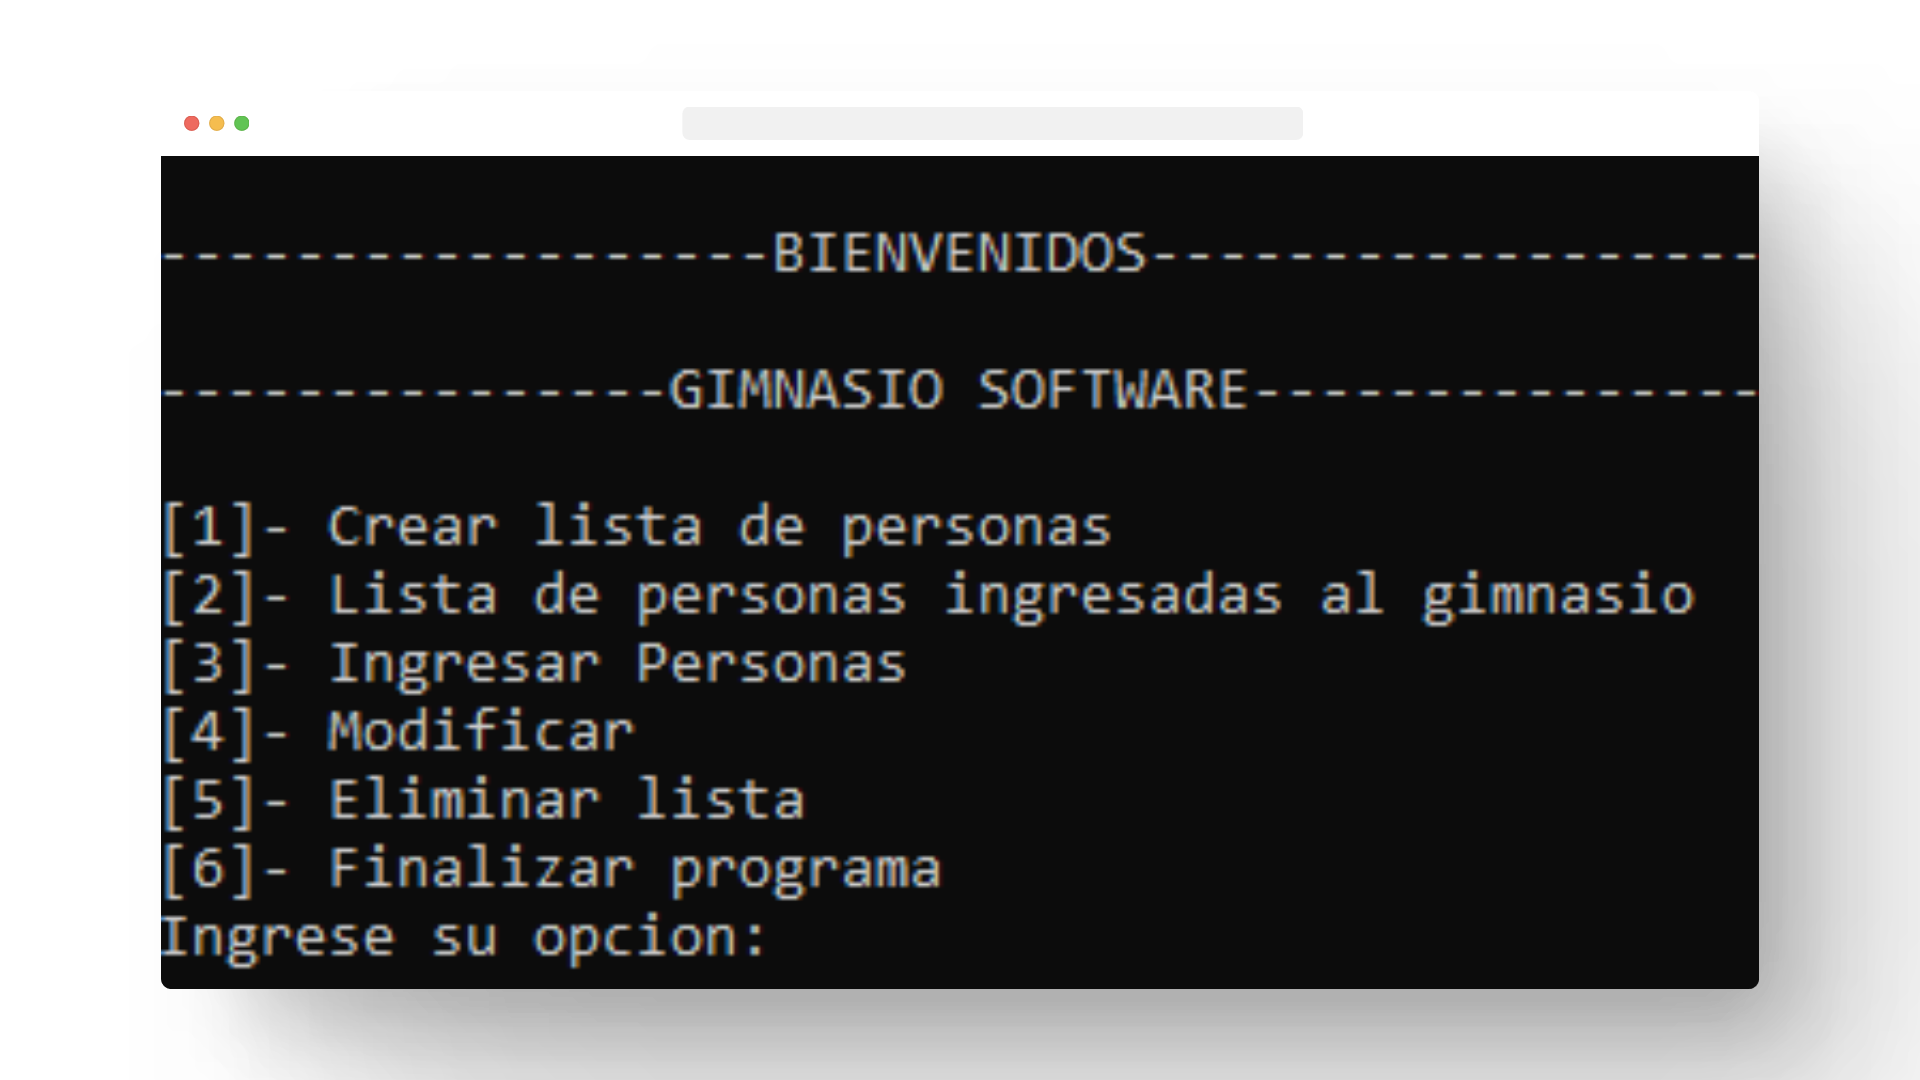 ------------------BIENVENIDOS------------------
---------------GIMNASIO SOFTWARE---------------
[1]- Crear lista de personas
[2]- Lista de personas ingresadas al gimnasio
[3]- Ingresar Personas
[4]- Modificar
[5]- Eliminar lista
[6]- Finalizar programa
Ingrese su opcion: